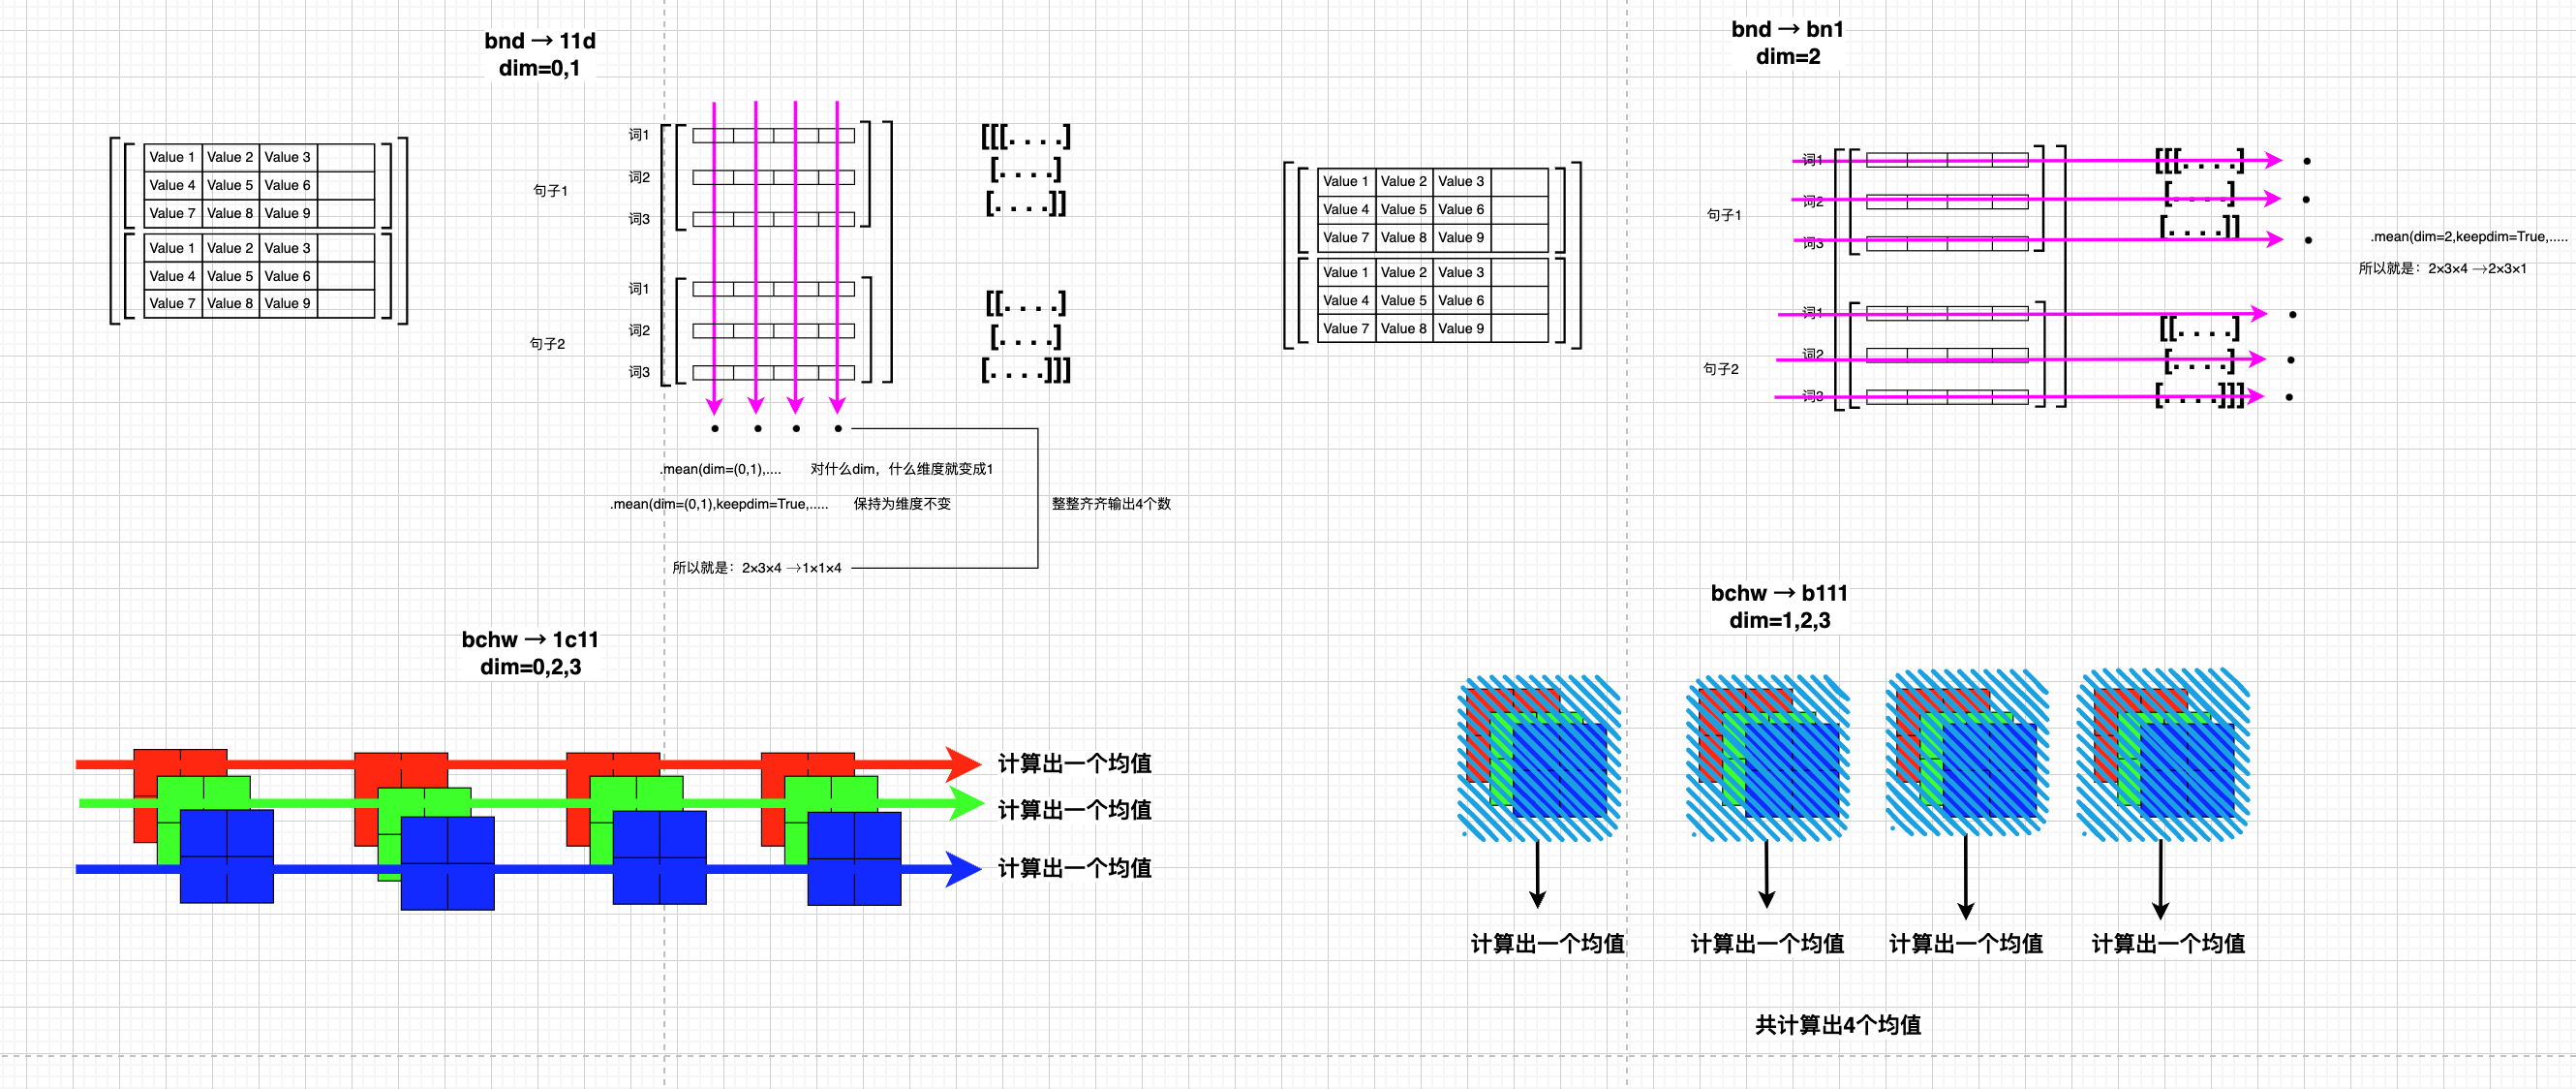 bnd → 11d
dim=0,1
Value 1 Value 2 Value 3
Value 4 Value 5 Value 6
Value 7 Value 8 Value 9
Value 1 Value 2 Value 3
Value 4 Value 5 Value 6
Value 7 Value 8 Value 9
句子1
词1
词2
词3
句子2
词1
词2
词3
[[[. . . .]
[. . . .]
[. . . .]]
[[. . . .]
[. . . .]
[. . . .]]]
.mean(dim=(0,1),.... 对什么dim，什么维度就变成1
.mean(dim=(0,1),keepdim=True,..... 保持为维度不变
整整齐齐输出4个数
所以就是：2×3×4 →1×1×4
bnd → bn1
dim=2
Value 1 Value 2 Value 3
Value 4 Value 5 Value 6
Value 7 Value 8 Value 9
Value 1 Value 2 Value 3
Value 4 Value 5 Value 6
Value 7 Value 8 Value 9
句子1
词1
词2
词3
句子2
词1
词2
词3
[[[. . . .]
[. . . .]
[. . . .]]
[[. . . .]
[. . . .]
[. . . .]]]
.mean(dim=2,keepdim=True,.....
所以就是：2×3×4 →2×3×1
bchw → 1c11
dim=0,2,3
计算出一个均值
计算出一个均值
计算出一个均值
bchw → b111
dim=1,2,3
计算出一个均值
计算出一个均值
计算出一个均值
计算出一个均值
共计算出4个均值